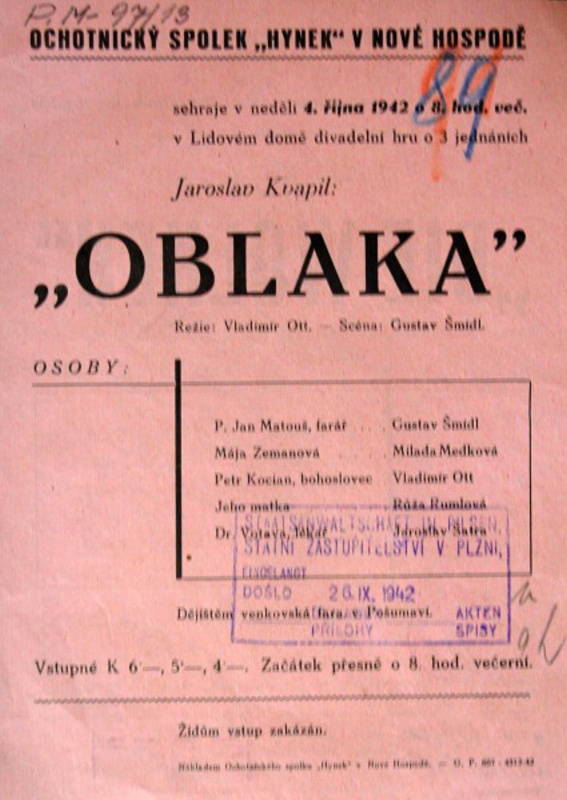 P. M- 97/13
OCHOTNICKÝ SPOLEK „HYNEK“ V NOVÉ HOSPODĚ
89
sehraje v neděli 4. října 1942 o 8. hod. več.
v Lidovém domě divadelní hru o 3 jednáních
Jaroslav Kvapil:
„OBLAKA”
Režie: Vladimír Ott. — Scéna: Gustav Šmídl.
OSOBY:
P. Jan Matouš, farář .... Gustav Šmídl
Mája Zemanová .... Milada Medková
Petr Kocian, bohoslovec Vladimír Ott
Jeho matka Růža Rumlová
Dr. Votava, lékař Jaroslav
STAATSANWALTSCHAFT IN PILSEN,
STÁTNÍ ZASTUPITELSTVÍ V PLZNI,
EINGELANGT
DOŠLO 26. IX. 1942
Dějištěm venkovská fara v Pošumaví.
AKTEN
PŘÍLOHY SPISY
Vstupné K 6·—, 5·—, 4·—. Začátek přesně o 8. hod. večerní.
Židům vstup zakázán.
Nákladem Ochotnického spolku „Hynek“ v Nové Hospodě. — O. P.